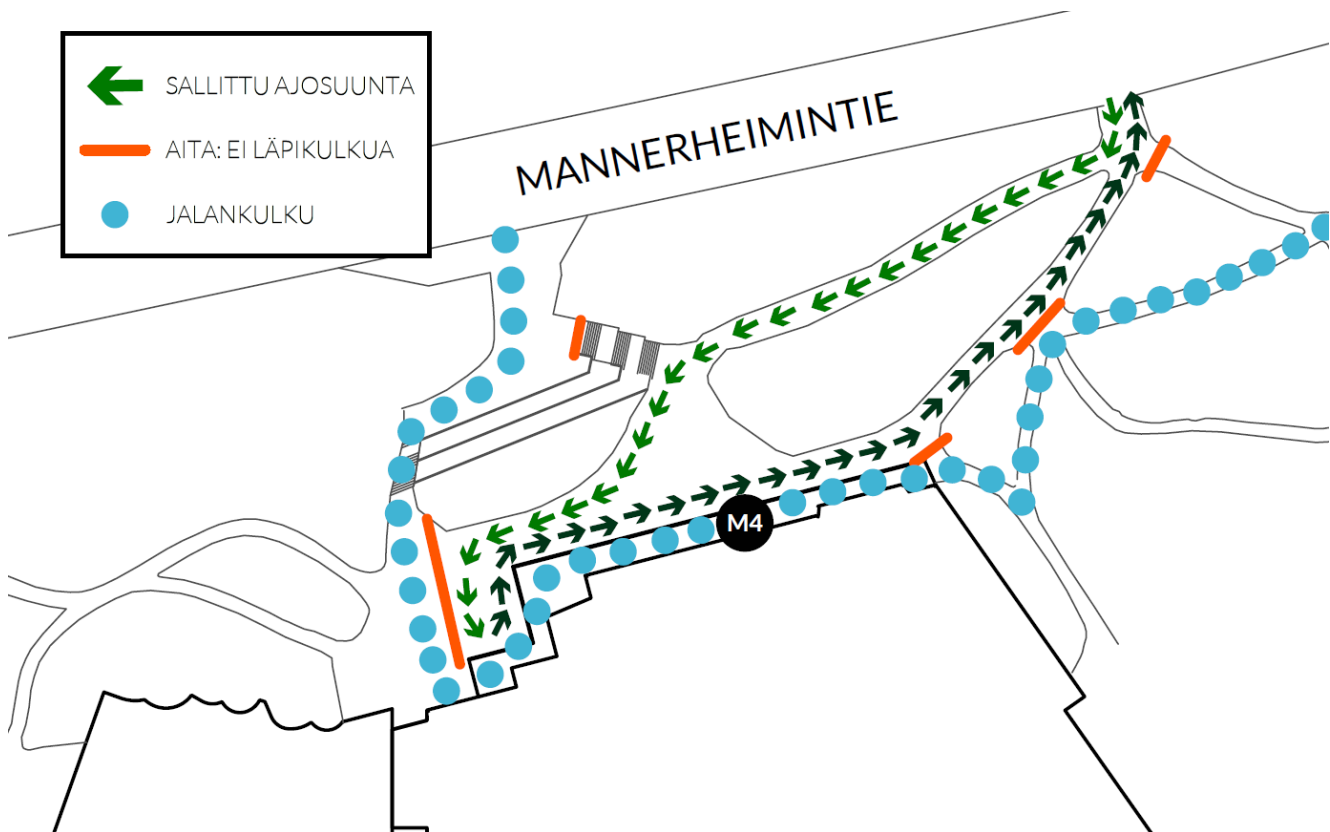 SALLITTU AJOSUUNTA
AITA: EI LÄPIKULKUA
JALANKULKU
MANNERHEIMINTIE
M4